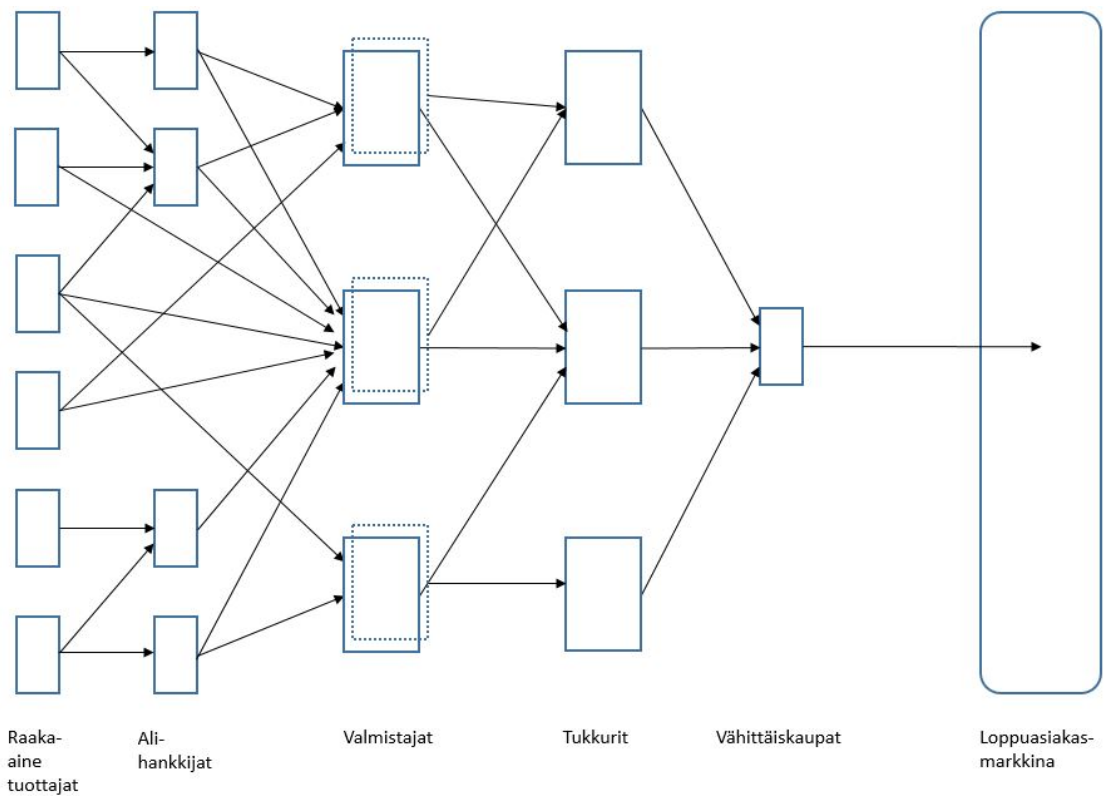 Raaka-
aine
tuottajat
Ali-
hankkijat
Valmistajat
Tukkurit
Vähittäiskaupat
Loppuasiakas-
markkina